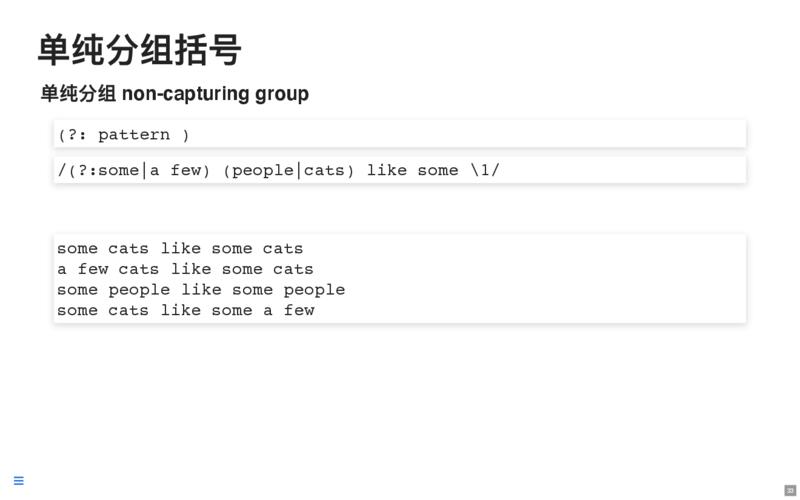 单纯分组括号
单纯分组 non-capturing group
(?: pattern )
/(?:some|a few) (people|cats) like some \1/
some cats like some cats
a few cats like some cats
some people like some people
some cats like some a few
33